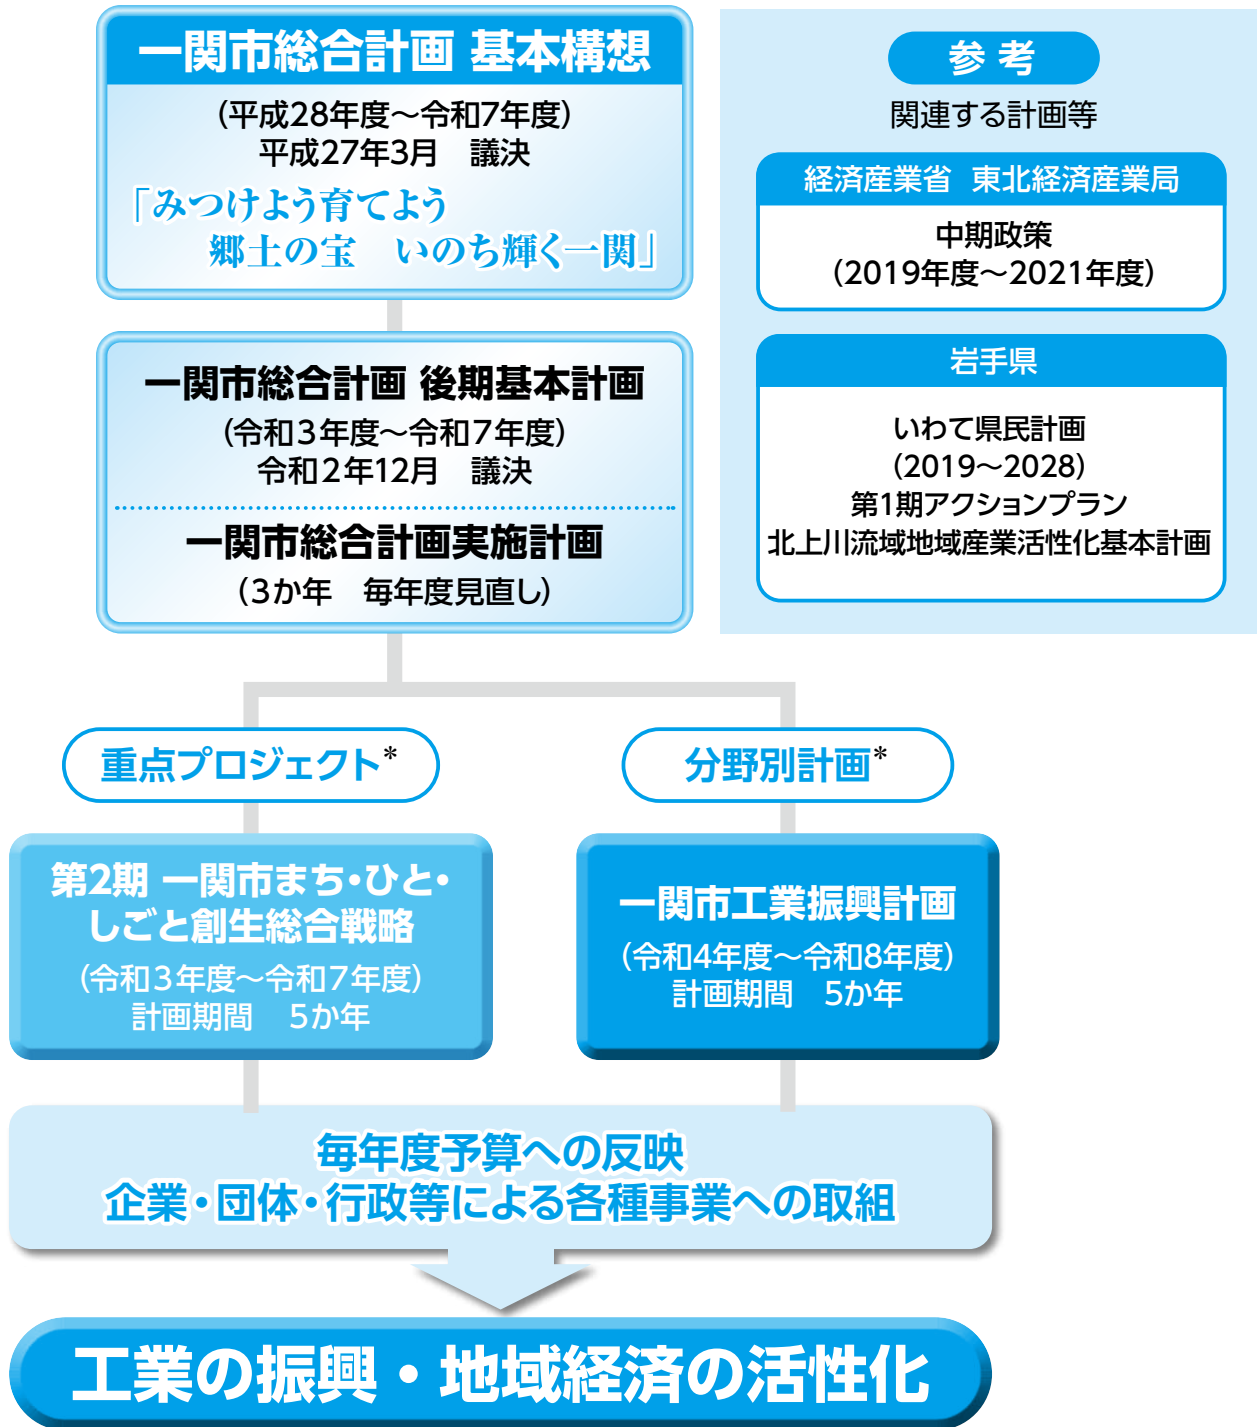 一関市総合計画 基本構想
（平成28年度～令和7年度）
平成27年3月　議決
「みつけよう育てよう
郷土の宝　いのち輝く一関」
一関市総合計画 後期基本計画
（令和３年度～令和７年度）
令和２年12月　議決
一関市総合計画実施計画
（３か年　毎年度見直し）
参 考
関連する計画等
経済産業省 東北経済産業局
中期政策
（2019年度～2021年度）
岩手県
いわて県民計画
（2019～2028）
第1期アクションプラン
北上川流域地域産業活性化基本計画
重点プロジェクト*
分野別計画*
第2期 一関市まち・ひと・
しごと創生総合戦略
（令和３年度～令和７年度）
計画期間　５か年
一関市工業振興計画
（令和4年度～令和8年度）
計画期間　5か年
毎年度予算への反映
企業・団体・行政等による各種事業への取組
工業の振興・地域経済の活性化